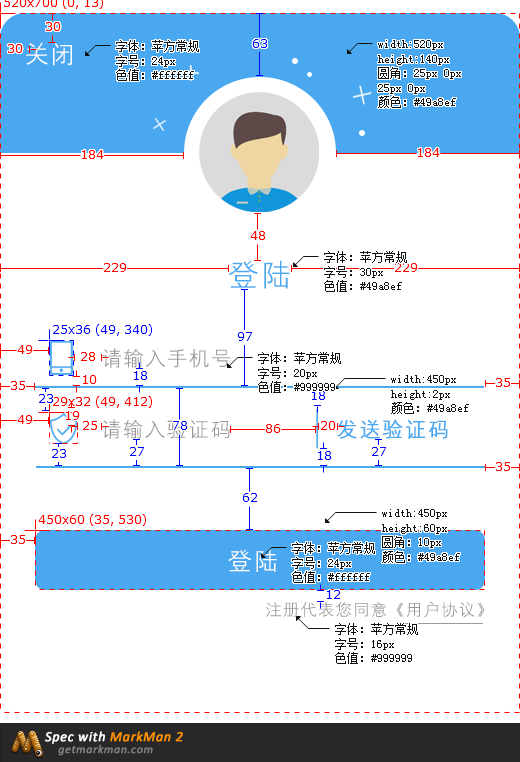 520x700 (0, 13)
30
30
关闭
字体: 苹方常规
字号: 24px
色值: #ffffff
63
width:520px
height:140px
圆角: 25px 0px
25px 0px
颜色: #49a8ef
184
184
48
229
登陆
229
字体: 苹方常规
字号: 30px
色值: #49a8ef
97
25x36 (49, 340)
49
28
请输入手机号
字体: 苹方常规
字号: 20px
色值: #999999
10
18
35
35
width:450px
height:2px
颜色: #49a8ef
23
29x32 (49, 412)
18
49
19
25
请输入验证码
78
86
20
发送验证码
23
27
18
27
35
62
450x60 (35, 530)
width:450px
height:60px
圆角: 10px
颜色: #49a8ef
35
登陆
字体: 苹方常规
字号: 24px
色值: #ffffff
12
注册代表您同意《用户协议》
字体: 苹方常规
字号: 16px
色值: #999999
Spec with MarkMan 2
getmarkman.com